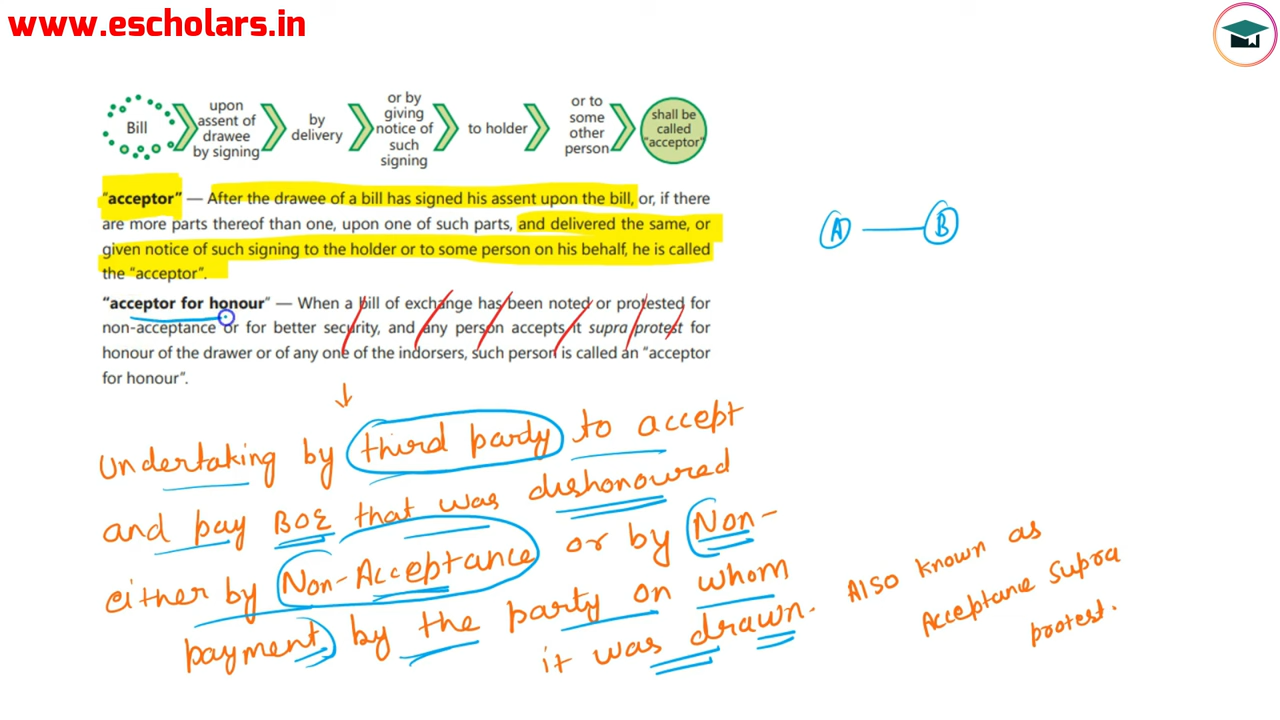 www.escholars.in
Bill
upon
assent of
drawee
by signing
by
delivery
or by
giving
notice of
such
signing
to holder
or to
some
other
person
shall be
called
"acceptor"
"acceptor" — After the drawee of a bill has signed his assent upon the bill, or, if there
are more parts thereof than one, upon one of such parts, and delivered the same, or
given notice of such signing to the holder or to some person on his behalf, he is called
the "acceptor".
A B
"acceptor for honour" — When a bill of exchange has been noted or protested for
non-acceptance or for better security, and any person accepts it supra protest for
honour of the drawer or of any one of the indorsers, such person is called an "acceptor
for honour".
Undertaking by third party to accept
and pay BOE that was dishonoured
either by Non-Acceptance or by Non-
payment by the party on whom
it was drawn.
Also known as
Acceptane Supra
protest.